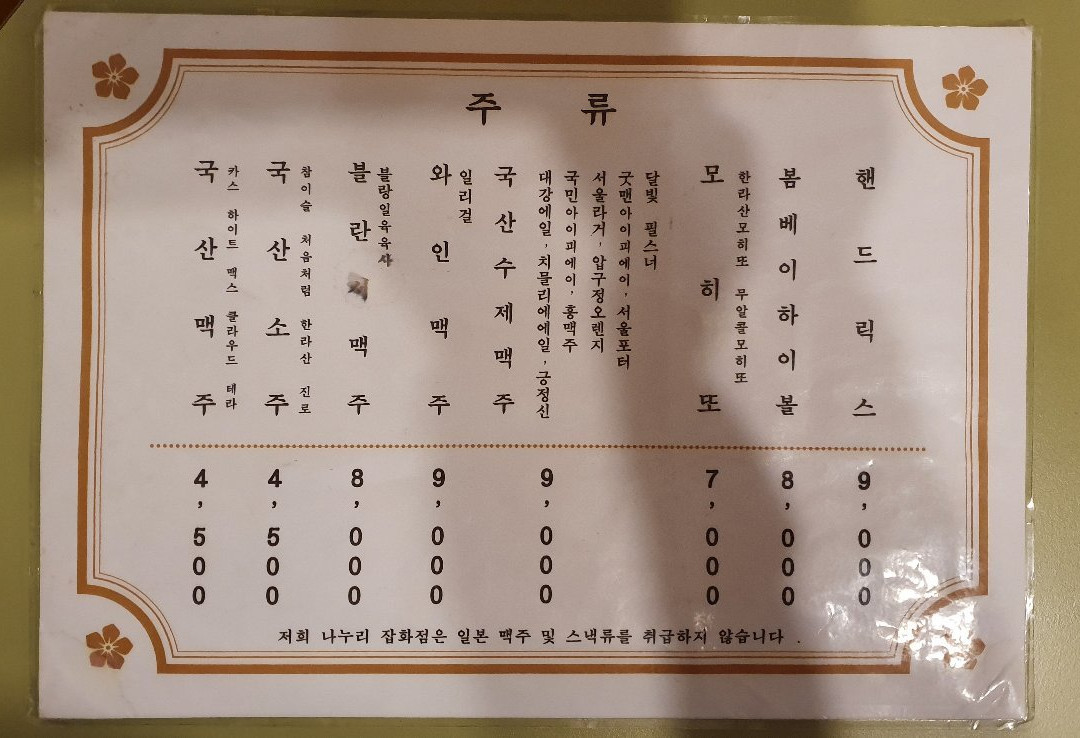 주 류
국산맥주
카스 하이트 맥스 클라우드 테라
4,500
국산소주
참이슬 처음처럼 한라산 진로
4,500
블란 맥주
블랑일육육사
8,000
와인맥주
일리걸
9,000
국산수제맥주
대강에일, 치믈리에에일, 긍정신
국민아이피에이, 흥맥주
서울라거, 압구정오렌지
굿맨아이피에이, 서울포터
달빛 필스너
9,000
모히또
한라산모히또 무알콜모히또
7,000
봄베이하이볼
8,000
핸드릭스
9,000
저희 나누리 잡화점은 일본 맥주 및 스낵류를 취급하지 않습니다 .